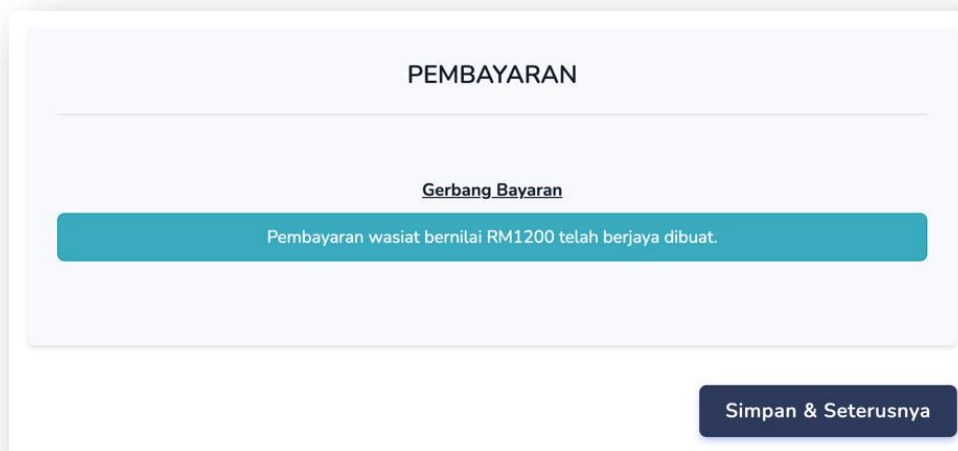 PEMBAYARAN
Gerbang Bayaran
Pembayaran wasiat bernilai RM1200 telah berjaya dibuat.
Simpan & Seterusnya